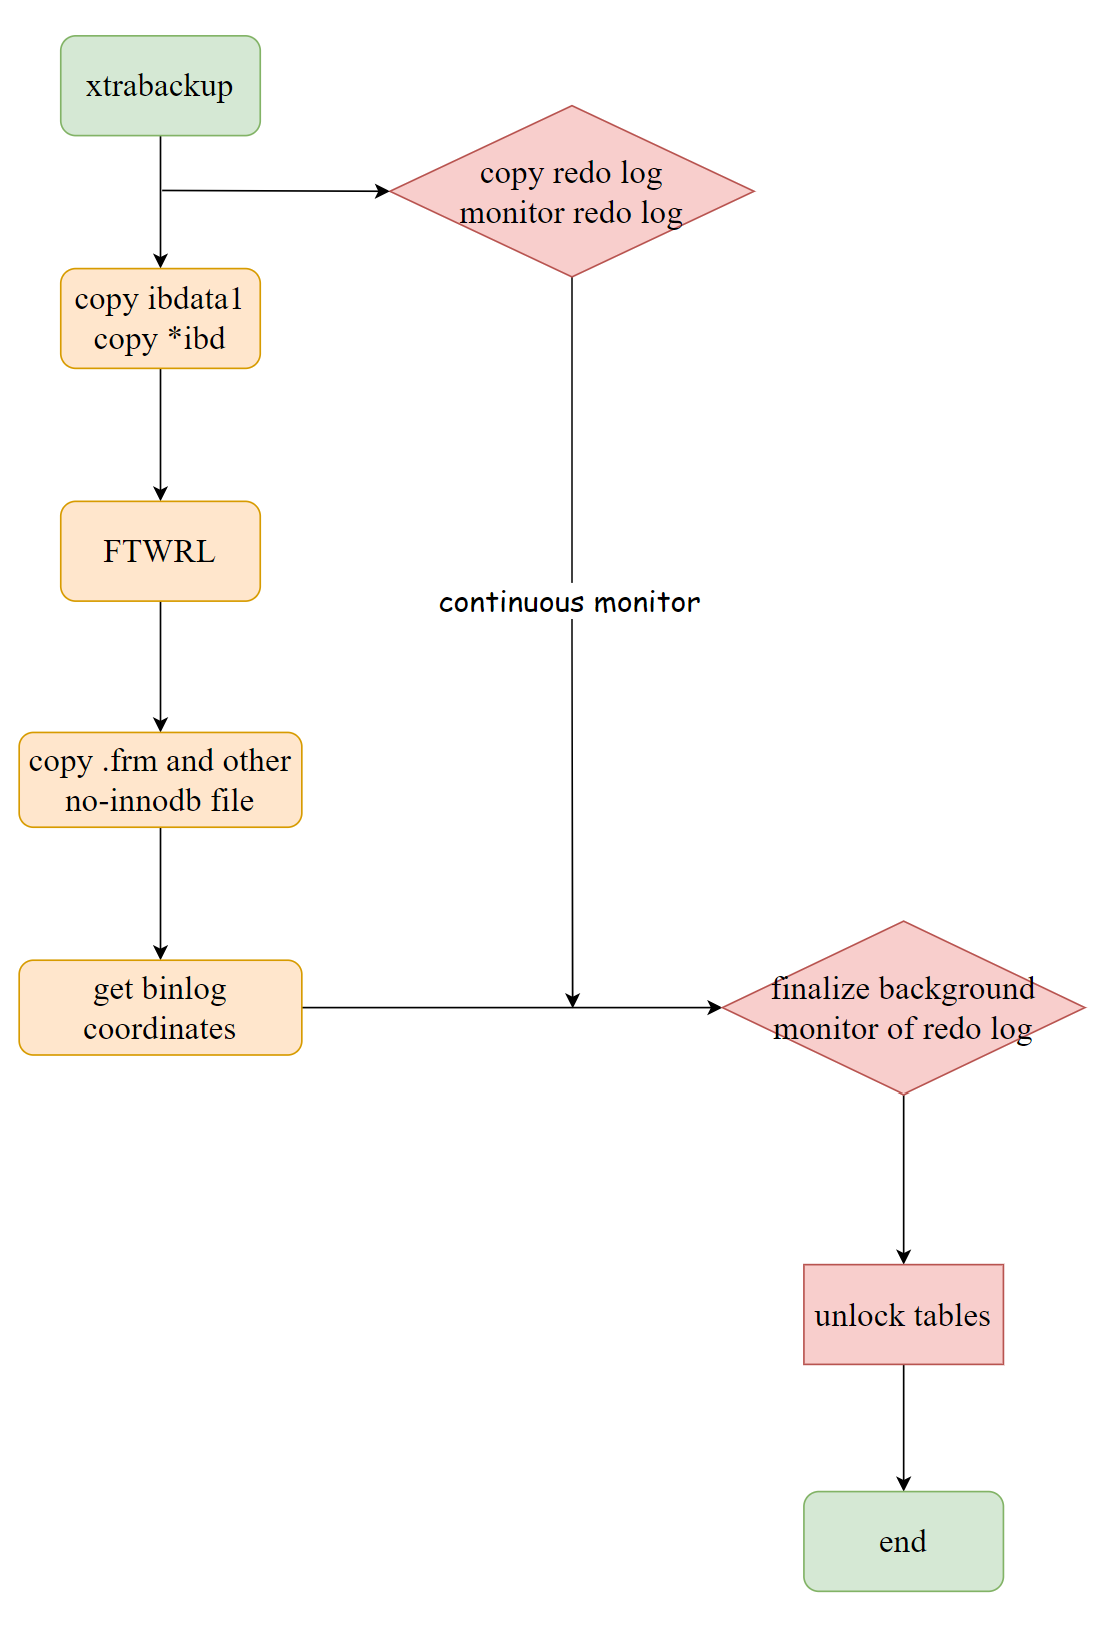 xtrabackup
copy redo log
monitor redo log
copy ibdata1
copy *ibd
FTWRL
continuous monitor
copy .frm and other
no-innodb file
get binlog
coordinates
finalize background
monitor of redo log
unlock tables
end